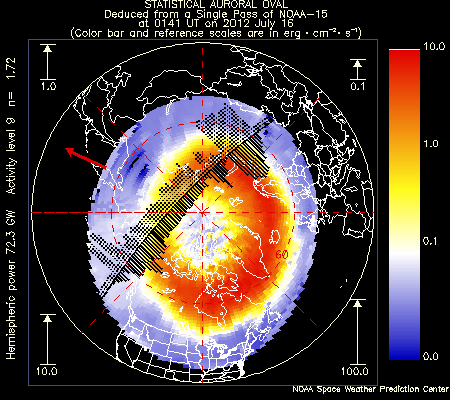 STATISTICAL AURORAL OVAL
Deduced from a Single Pass of NOAA-15
at 0141 UT on 2012 July 16
(Color bar and reference scales are in erg · cm⁻² · s⁻¹)
1.0
0.1
10.0
1.0
0.1
0.0
60
Hemispheric power 72.3 GW Activity level 9 n= 1.72
10.0
100.0
NOAA Space Weather Prediction Center